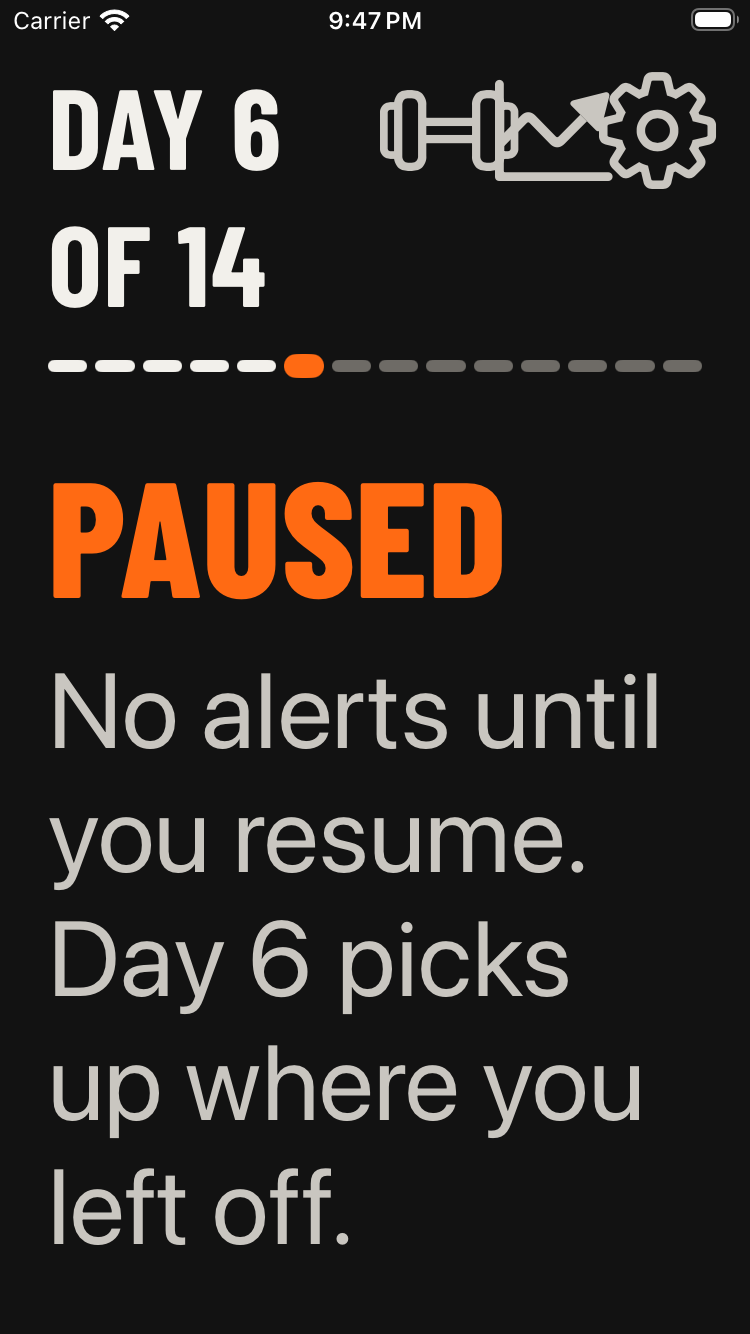 Carrier 9:47 PM
DAY 6
OF 14
PAUSED
No alerts until
you resume.
Day 6 picks
up where you
left off.